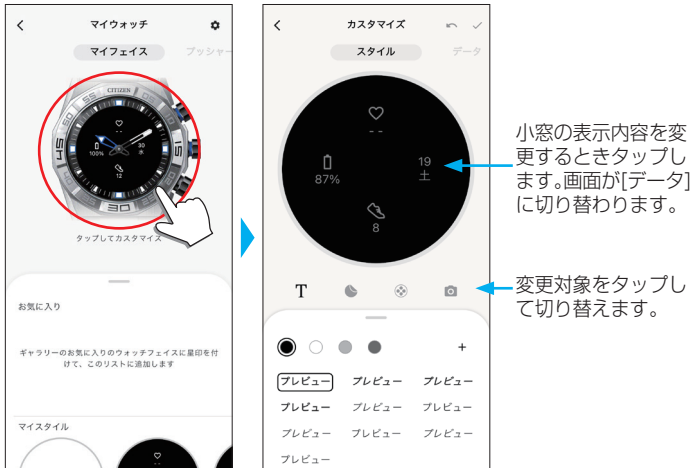 マイウォッチ
マイフェイス
プッシャー
CITIZEN
100%
30
水
12
タップしてカスタマイズ
お気に入り
ギャラリーのお気に入りのウォッチフェイスに星印を付
けて、このリストに追加します
マイスタイル
カスタマイズ
スタイル
データ
--
87%
19
土
8
T
+
プレビュー プレビュー プレビュー
プレビュー プレビュー プレビュー
プレビュー プレビュー プレビュー
プレビュー
小窓の表示内容を変
更するときタップし
ます。画面が[データ]
に切り替わります。
変更対象をタップし
て切り替えます。